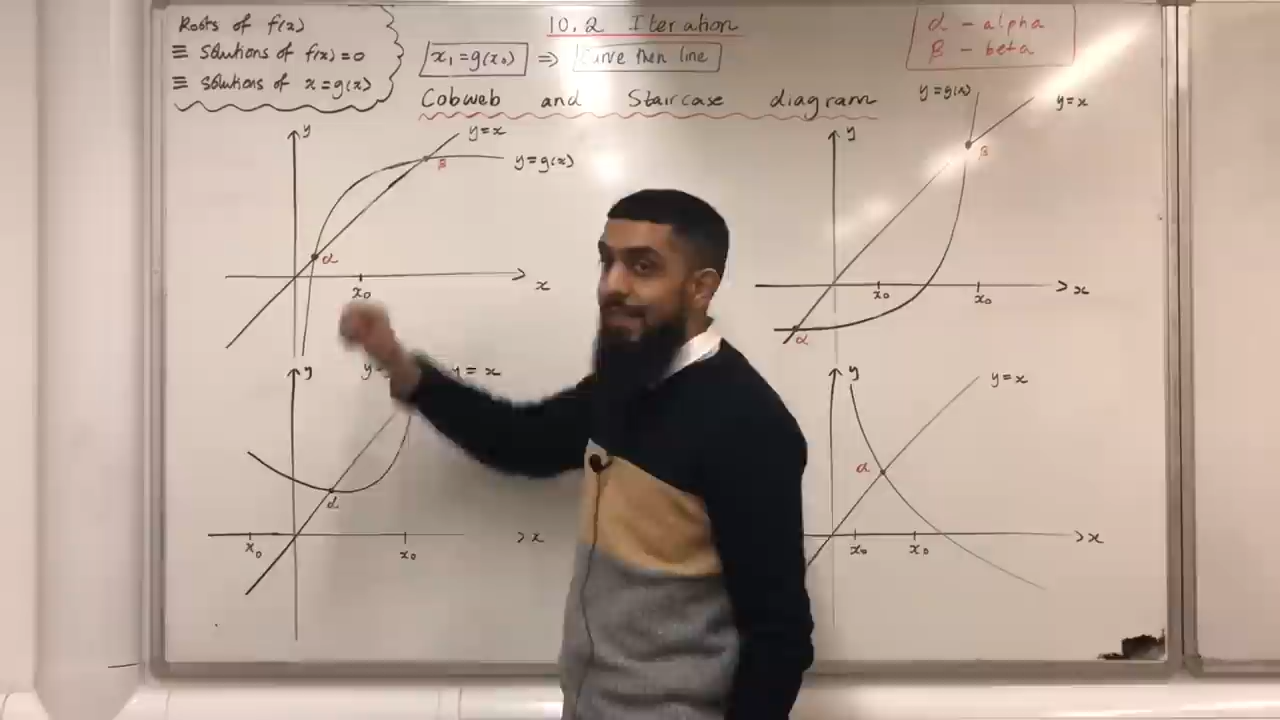 Roots of f(x)
≡ solutions of f(x)=0
≡ solutions of x=g(x)
10.2 Iteration
x₁=g(x₀) ⇒ Curve then line
α - alpha
β - beta
Cobweb and Staircase diagram
y
y=x
β
y=g(x)
α
x₀
x
y
y=g(x)
y=x
β
x₀
x₀
x
α
y
y = x
α
x₀
x₀
x
y
y=x
α
x₀
x₀
x